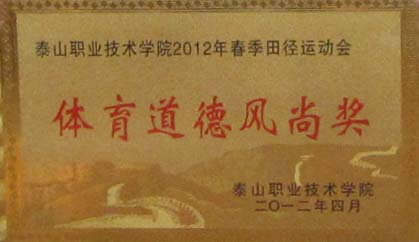 泰山职业技术学院2012年春季田径运动会
体育道德风尚奖
泰山职业技术学院
二〇一二年四月